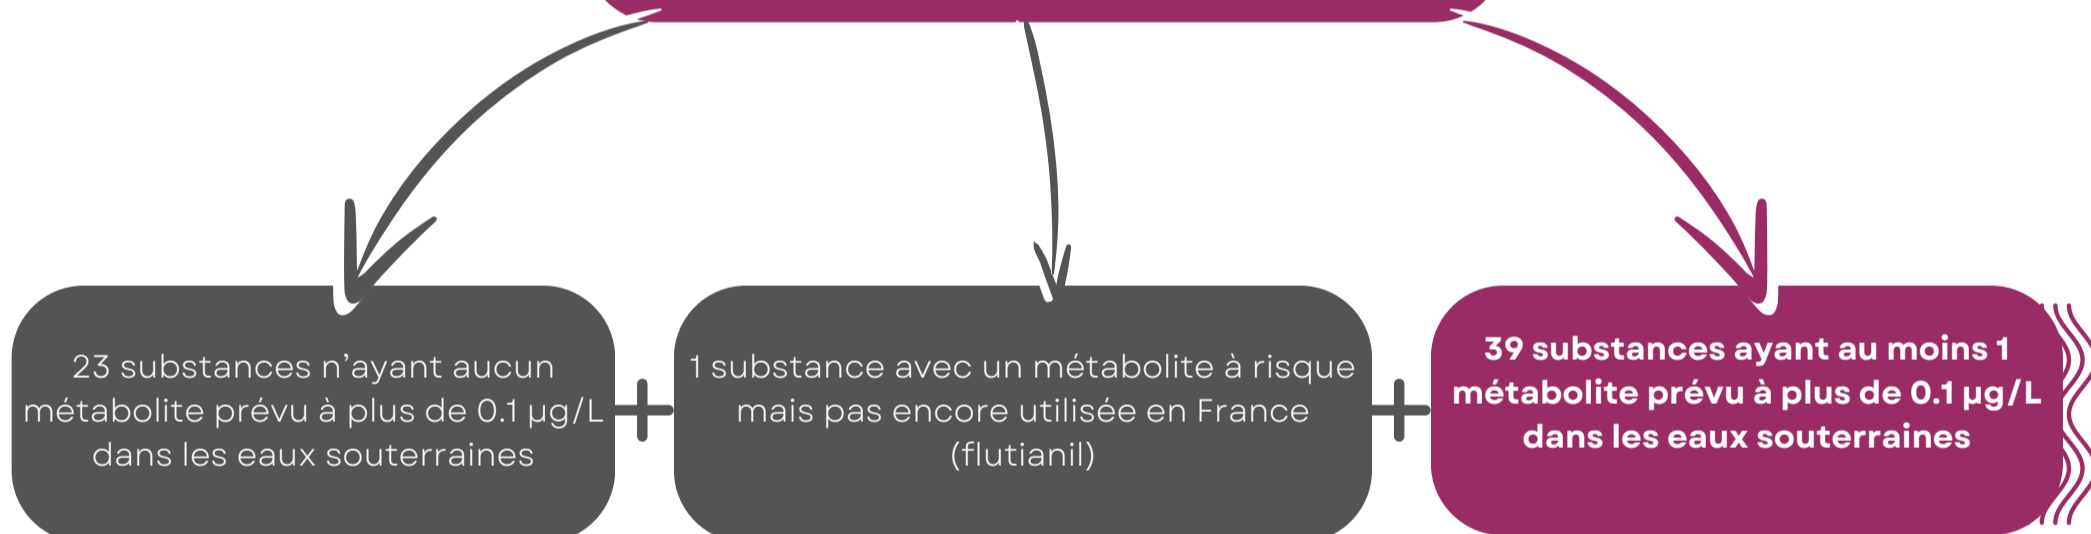 23 substances n’ayant aucun
métabolite prévu à plus de 0.1 µg/L
dans les eaux souterraines
1 substance avec un métabolite à risque
mais pas encore utilisée en France
(flutianil)
39 substances ayant au moins 1
métabolite prévu à plus de 0.1 µg/L
dans les eaux souterraines